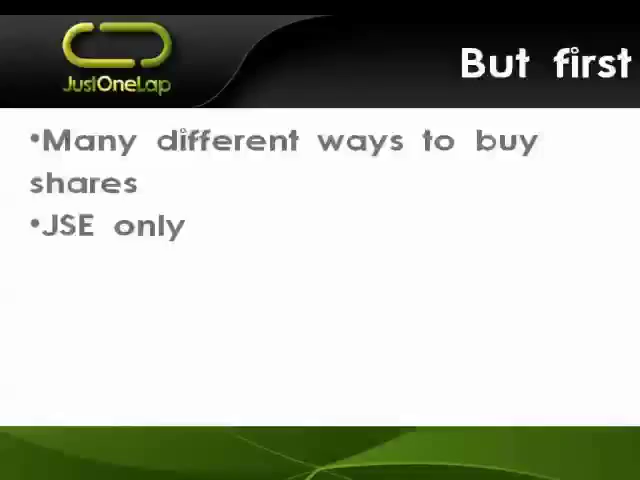 JustOneLap
But first
•Many different ways to buy
shares
•JSE only